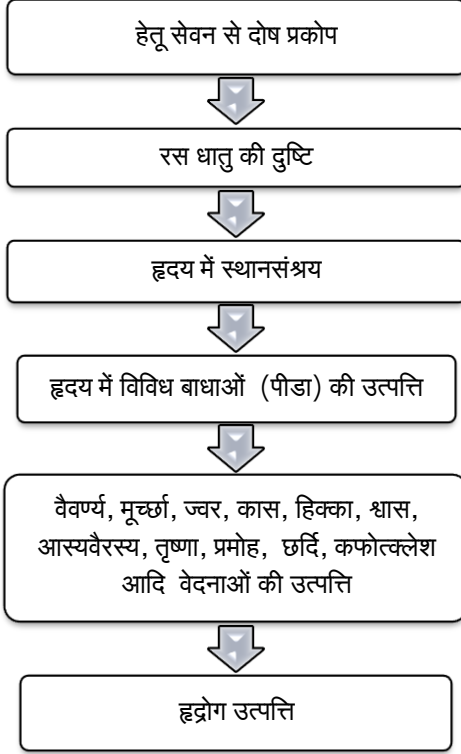 हेतू सेवन से दोष प्रकोप
रस धातु की दुष्टि
हृदय में स्थानसंश्रय
हृदय में विविध बाधाओं (पीडा) की उत्पत्ति
वैवर्ण्य, मूर्च्छा, ज्वर, कास, हिक्का, श्वास,
आस्यवैरस्य, तृष्णा, प्रमोह, छर्दि, कफोत्क्लेश
आदि वेदनाओं की उत्पत्ति
हृद्रोग उत्पत्ति